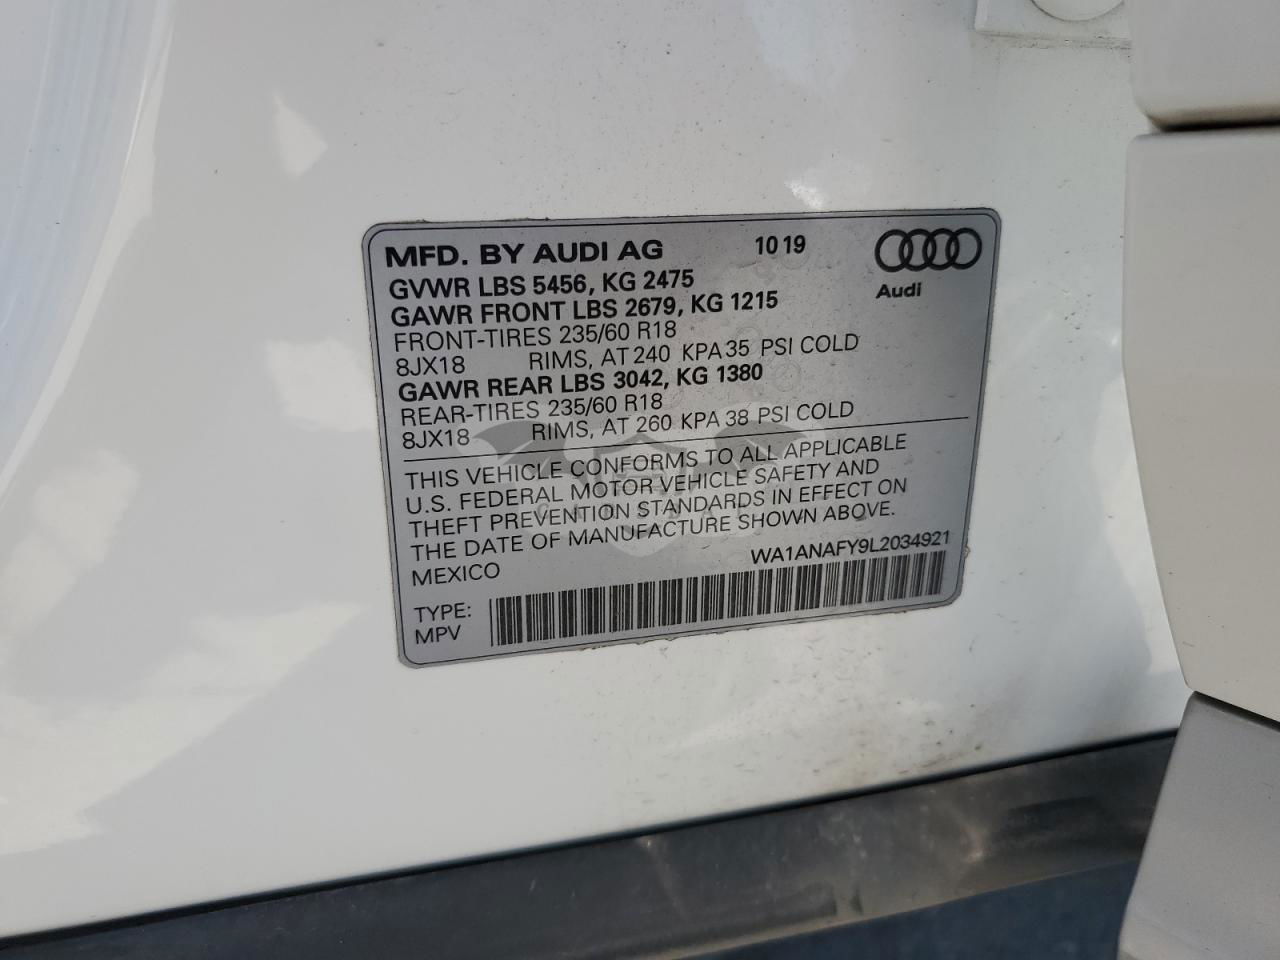 MFD. BY AUDI AG 10 19
Audi
GVWR LBS 5456, KG 2475
GAWR FRONT LBS 2679, KG 1215
FRONT-TIRES 235/60 R18
8JX18 RIMS, AT 240 KPA 35 PSI COLD
GAWR REAR LBS 3042, KG 1380
REAR-TIRES 235/60 R18
8JX18 RIMS, AT 260 KPA 38 PSI COLD
THIS VEHICLE CONFORMS TO ALL APPLICABLE
U.S. FEDERAL MOTOR VEHICLE SAFETY AND
THEFT PREVENTION STANDARDS IN EFFECT ON
THE DATE OF MANUFACTURE SHOWN ABOVE.
MEXICO WA1ANAFY9L2034921
TYPE:
MPV